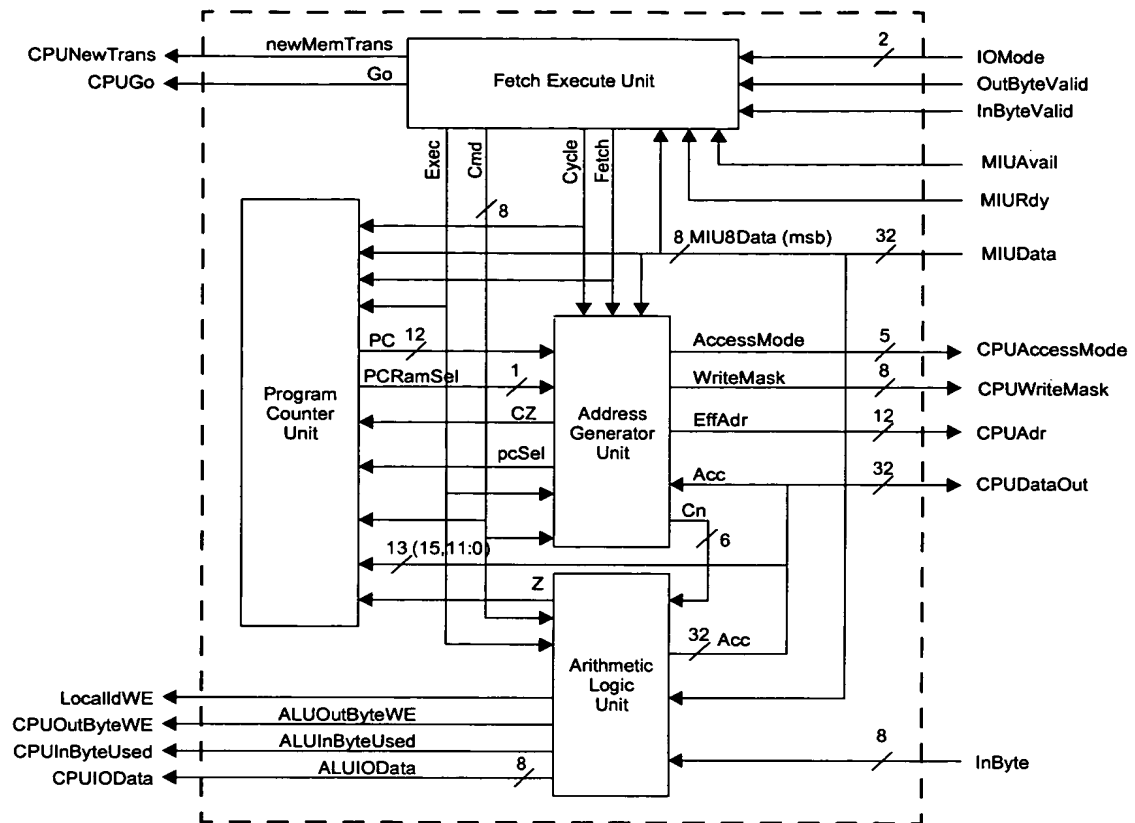 newMemTrans
CPUNewTrans
Go
CPUGo
Fetch Execute Unit
2
IOMode
OutByteValid
InByteValid
MIUAvail
MIURdy
Exec
Cmd
Cycle
Fetch
8
8 MIU8Data (msb)
32
MIUData
PC 12
PCRamSel 1
CZ
pcSel
Program
Counter
Unit
Address
Generator
Unit
AccessMode 5
CPUAccessMode
WriteMask 8
CPUWriteMask
EffAdr 12
CPUAdr
Acc 32
CPUDataOut
Cn
6
13 (15,11:0)
Z
32 Acc
Arithmetic
Logic
Unit
LocalIdWE
CPUOutByteWE
ALUOutByteWE
CPUInByteUsed
ALUInByteUsed
CPUIOData
ALUIOData 8
8
InByte